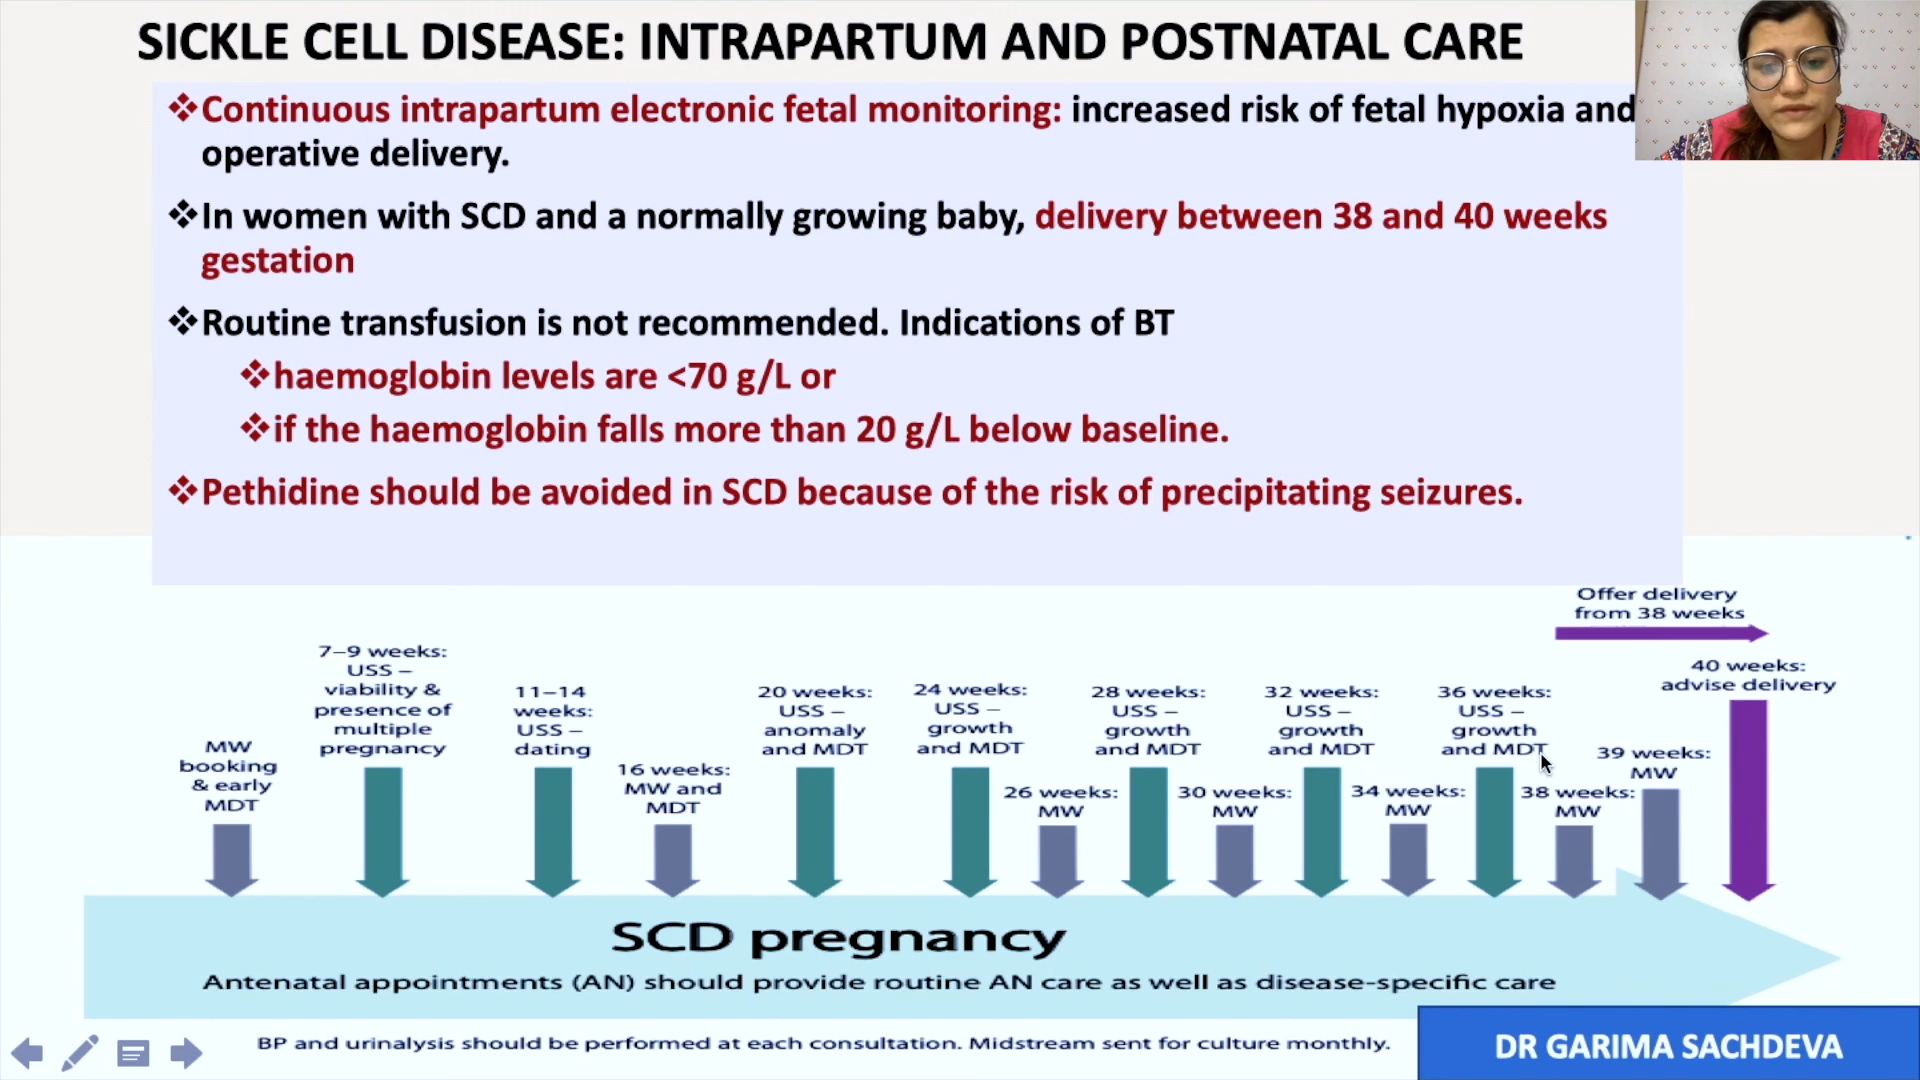 SICKLE CELL DISEASE: INTRAPARTUM AND POSTNATAL CARE
❖Continuous intrapartum electronic fetal monitoring: increased risk of fetal hypoxia and
operative delivery.
❖In women with SCD and a normally growing baby, delivery between 38 and 40 weeks
gestation
❖Routine transfusion is not recommended. Indications of BT
❖haemoglobin levels are <70 g/L or
❖if the haemoglobin falls more than 20 g/L below baseline.
❖Pethidine should be avoided in SCD because of the risk of precipitating seizures.
MW
booking
& early
MDT
7–9 weeks:
USS –
viability &
presence of
multiple
pregnancy
11–14
weeks:
USS –
dating
16 weeks:
MW and
MDT
20 weeks:
USS –
anomaly
and MDT
24 weeks:
USS –
growth
and MDT
26 weeks:
MW
28 weeks:
USS –
growth
and MDT
30 weeks:
MW
32 weeks:
USS –
growth
and MDT
34 weeks:
MW
36 weeks:
USS –
growth
and MDT
38 weeks:
MW
39 weeks:
MW
Offer delivery
from 38 weeks
40 weeks:
advise delivery
SCD pregnancy
Antenatal appointments (AN) should provide routine AN care as well as disease-specific care
BP and urinalysis should be performed at each consultation. Midstream sent for culture monthly.
DR GARIMA SACHDEVA